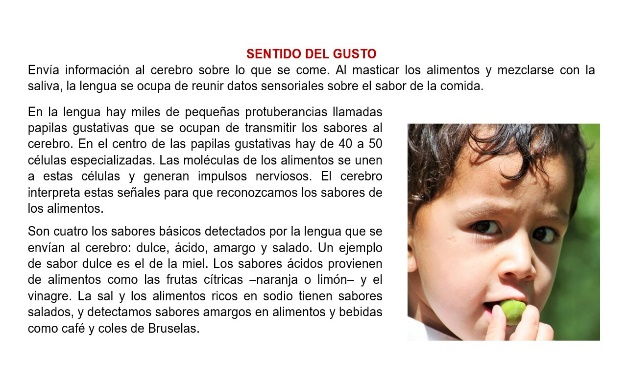 SENTIDO DEL GUSTO
Envía información al cerebro sobre lo que se come. Al masticar los alimentos y mezclarse con la
saliva, la lengua se ocupa de reunir datos sensoriales sobre el sabor de la comida.
En la lengua hay miles de pequeñas protuberancias llamadas
papilas gustativas que se ocupan de transmitir los sabores al
cerebro. En el centro de las papilas gustativas hay de 40 a 50
células especializadas. Las moléculas de los alimentos se unen
a estas células y generan impulsos nerviosos. El cerebro
interpreta estas señales para que reconozcamos los sabores de
los alimentos.
Son cuatro los sabores básicos detectados por la lengua que se
envían al cerebro: dulce, ácido, amargo y salado. Un ejemplo
de sabor dulce es el de la miel. Los sabores ácidos provienen
de alimentos como las frutas cítricas –naranja o limón– y el
vinagre. La sal y los alimentos ricos en sodio tienen sabores
salados, y detectamos sabores amargos en alimentos y bebidas
como café y coles de Bruselas.